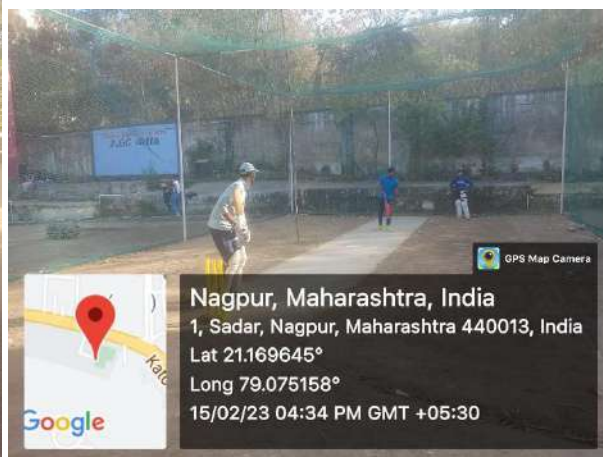 GPS Map Camera
Nagpur, Maharashtra, India
1, Sadar, Nagpur, Maharashtra 440013, India
Lat 21.169645°
Long 79.075158°
15/02/23 04:34 PM GMT +05:30
Google